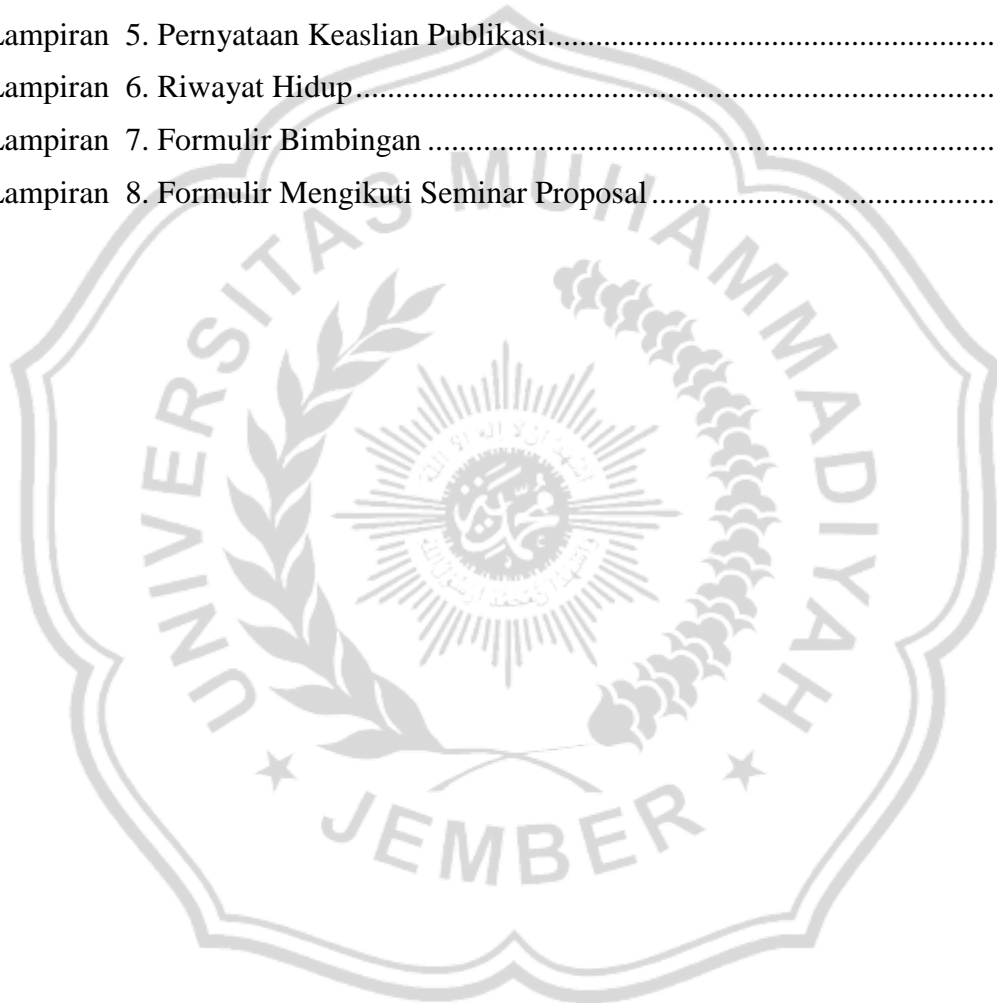 Lampiran 5. Pernyataan Keaslian Publikasi
Lampiran 6. Riwayat Hidup
Lampiran 7. Formulir Bimbingan
Lampiran 8. Formulir Mengikuti Seminar Proposal
UNIVERSITAS MUHAMMADIYAH
JEMBER